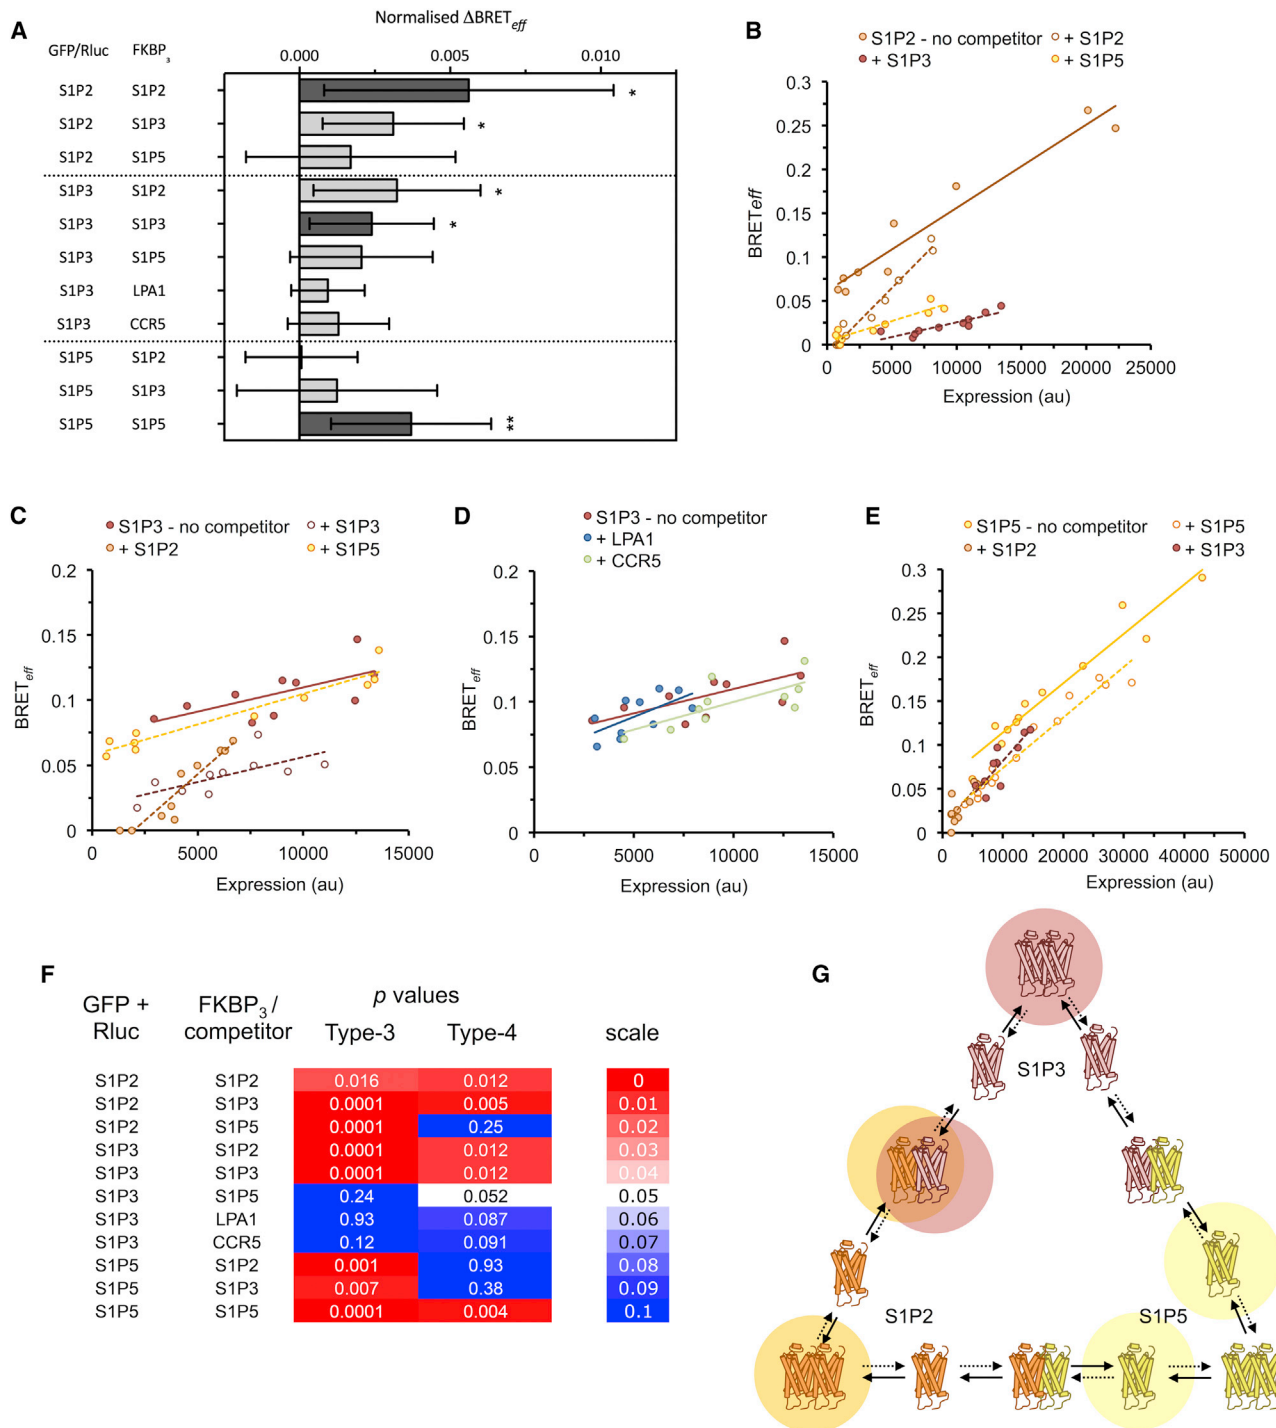 Normalised ΔBRETeff
A
GFP/Rluc FKBP3
0.000 0.005 0.010
S1P2 S1P2 *
S1P2 S1P3 *
S1P2 S1P5
S1P3 S1P2 *
S1P3 S1P3 *
S1P3 S1P5
S1P3 LPA1
S1P3 CCR5
S1P5 S1P2
S1P5 S1P3
S1P5 S1P5 **
B
S1P2 - no competitor + S1P2
+ S1P3 + S1P5
0.3
0.25
0.2
0.15
0.1
0.05
0
BRETeff
0 5000 10000 15000 20000 25000
Expression (au)
C
S1P3 - no competitor + S1P3
+ S1P2 + S1P5
0.2
0.15
0.1
0.05
0
BRETeff
0 5000 10000 15000
Expression (au)
D
S1P3 - no competitor
+ LPA1
+ CCR5
0.2
0.15
0.1
0.05
0
BRETeff
0 5000 10000 15000
Expression (au)
E
S1P5 - no competitor + S1P5
+ S1P2 + S1P3
0.3
0.25
0.2
0.15
0.1
0.05
0
BRETeff
0 10000 20000 30000 40000 50000
Expression (au)
F
p values
GFP + Rluc
FKBP3 / competitor
Type-3 Type-4 scale
S1P2 S1P2 0.016 0.012 0
S1P2 S1P3 0.0001 0.005 0.01
S1P2 S1P5 0.0001 0.25 0.02
S1P3 S1P2 0.0001 0.012 0.03
S1P3 S1P3 0.0001 0.012 0.04
S1P3 S1P5 0.24 0.052 0.05
S1P3 LPA1 0.93 0.087 0.06
S1P3 CCR5 0.12 0.091 0.07
S1P5 S1P2 0.001 0.93 0.08
S1P5 S1P3 0.007 0.38 0.09
S1P5 S1P5 0.0001 0.004 0.1
G
S1P3
S1P2 S1P5